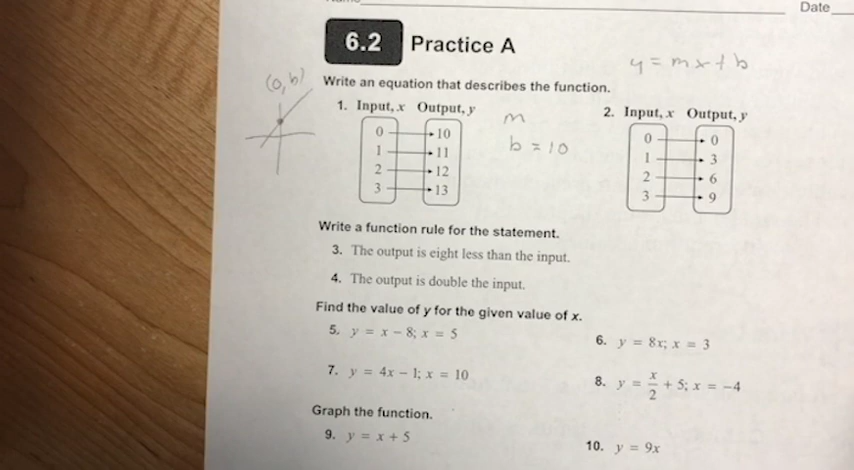 Date
6.2 Practice A
y = mx + b
(0, b)
Write an equation that describes the function.
1. Input, x Output, y
0 10
1 11
2 12
3 13
m
b = 10
2. Input, x Output, y
0 0
1 3
2 6
3 9
Write a function rule for the statement.
3. The output is eight less than the input.
4. The output is double the input.
Find the value of y for the given value of x.
5. y = x – 8; x = 5
6. y = 8x; x = 3
7. y = 4x – 1; x = 10
8. y = x/2 + 5; x = –4
Graph the function.
9. y = x + 5
10. y = 9x